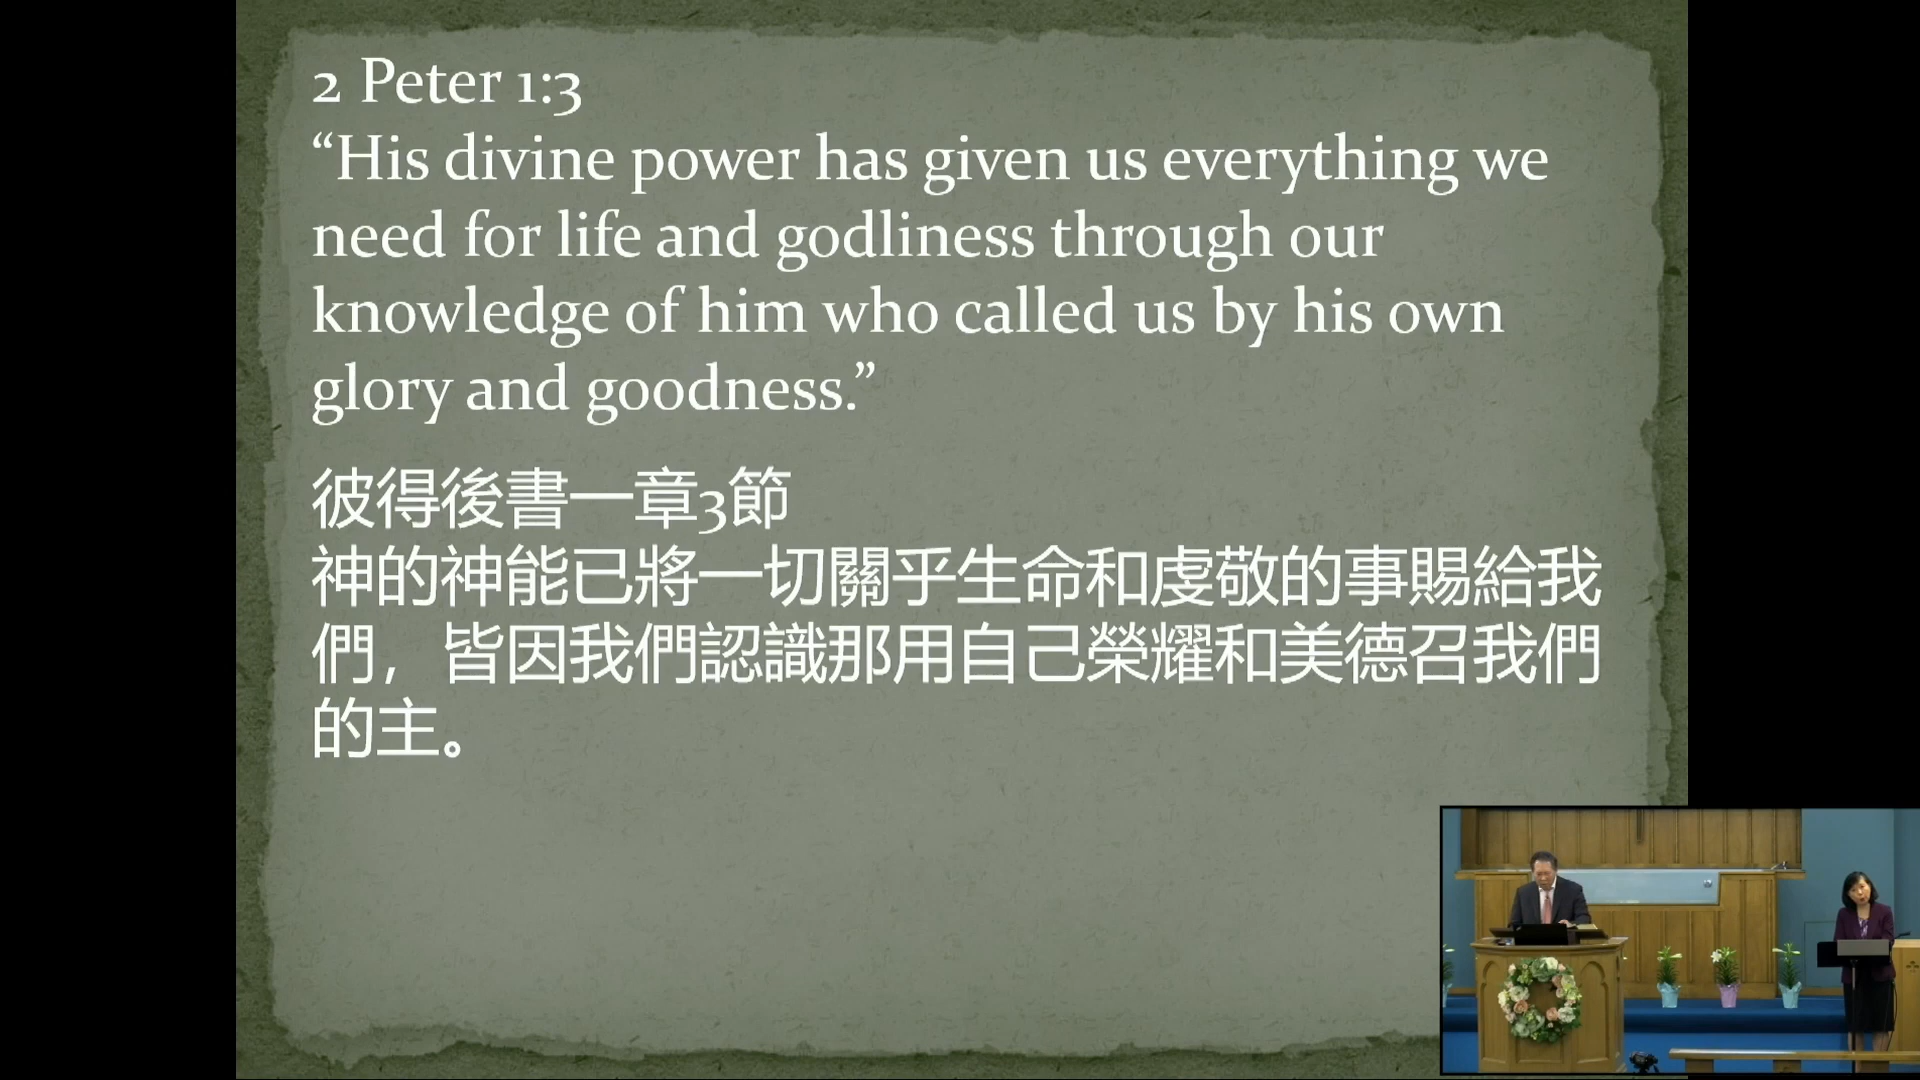 2 Peter 1:3
“His divine power has given us everything we
need for life and godliness through our
knowledge of him who called us by his own
glory and goodness.”
彼得後書一章3節
神的神能已將一切關乎生命和虔敬的事賜給我
們，皆因我們認識那用自己榮耀和美德召我們
的主。